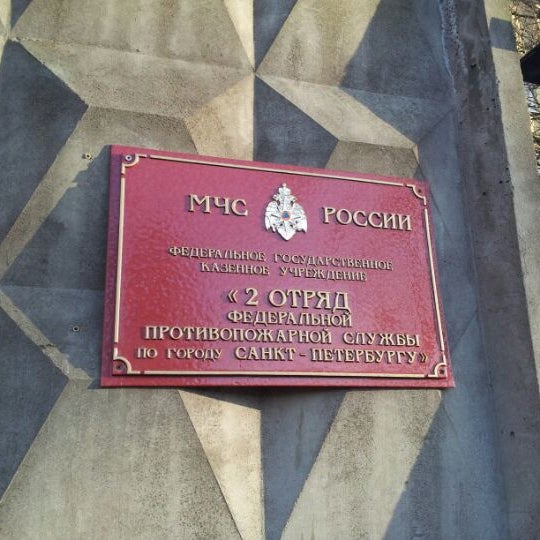 МЧС РОССИИ
ФЕДЕРАЛЬНОЕ ГОСУДАРСТВЕННОЕ
КАЗЕННОЕ УЧРЕЖДЕНИЕ
« 2 ОТРЯД
ФЕДЕРАЛЬНОЙ
ПРОТИВОПОЖАРНОЙ СЛУЖБЫ
ПО ГОРОДУ САНКТ - ПЕТЕРБУРГУ»